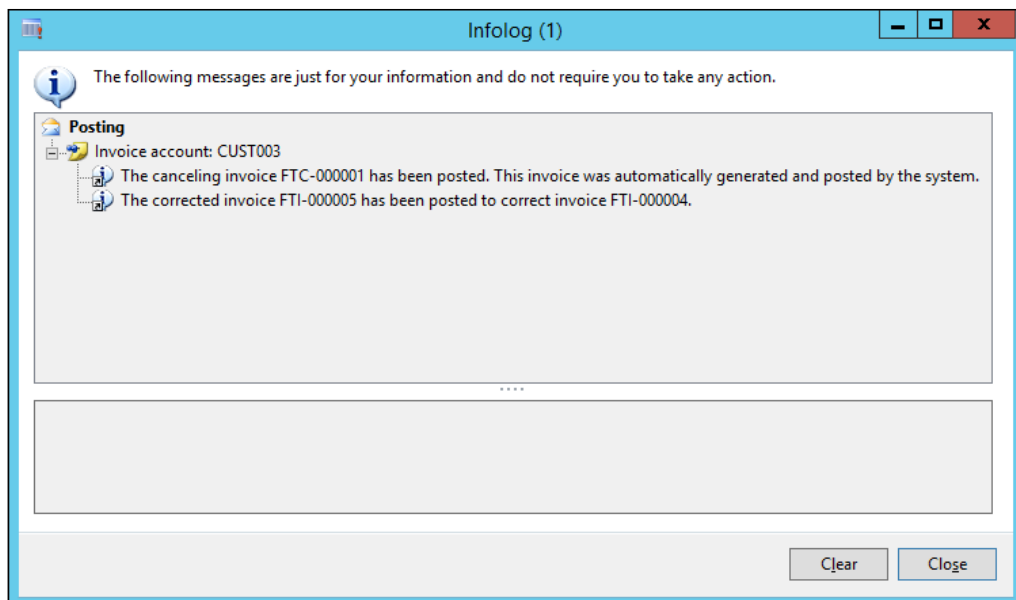 Infolog (1)
The following messages are just for your information and do not require you to take any action.
Posting
Invoice account: CUST003
The canceling invoice FTC-000001 has been posted. This invoice was automatically generated and posted by the system.
The corrected invoice FTI-000005 has been posted to correct invoice FTI-000004.
Clear
Close